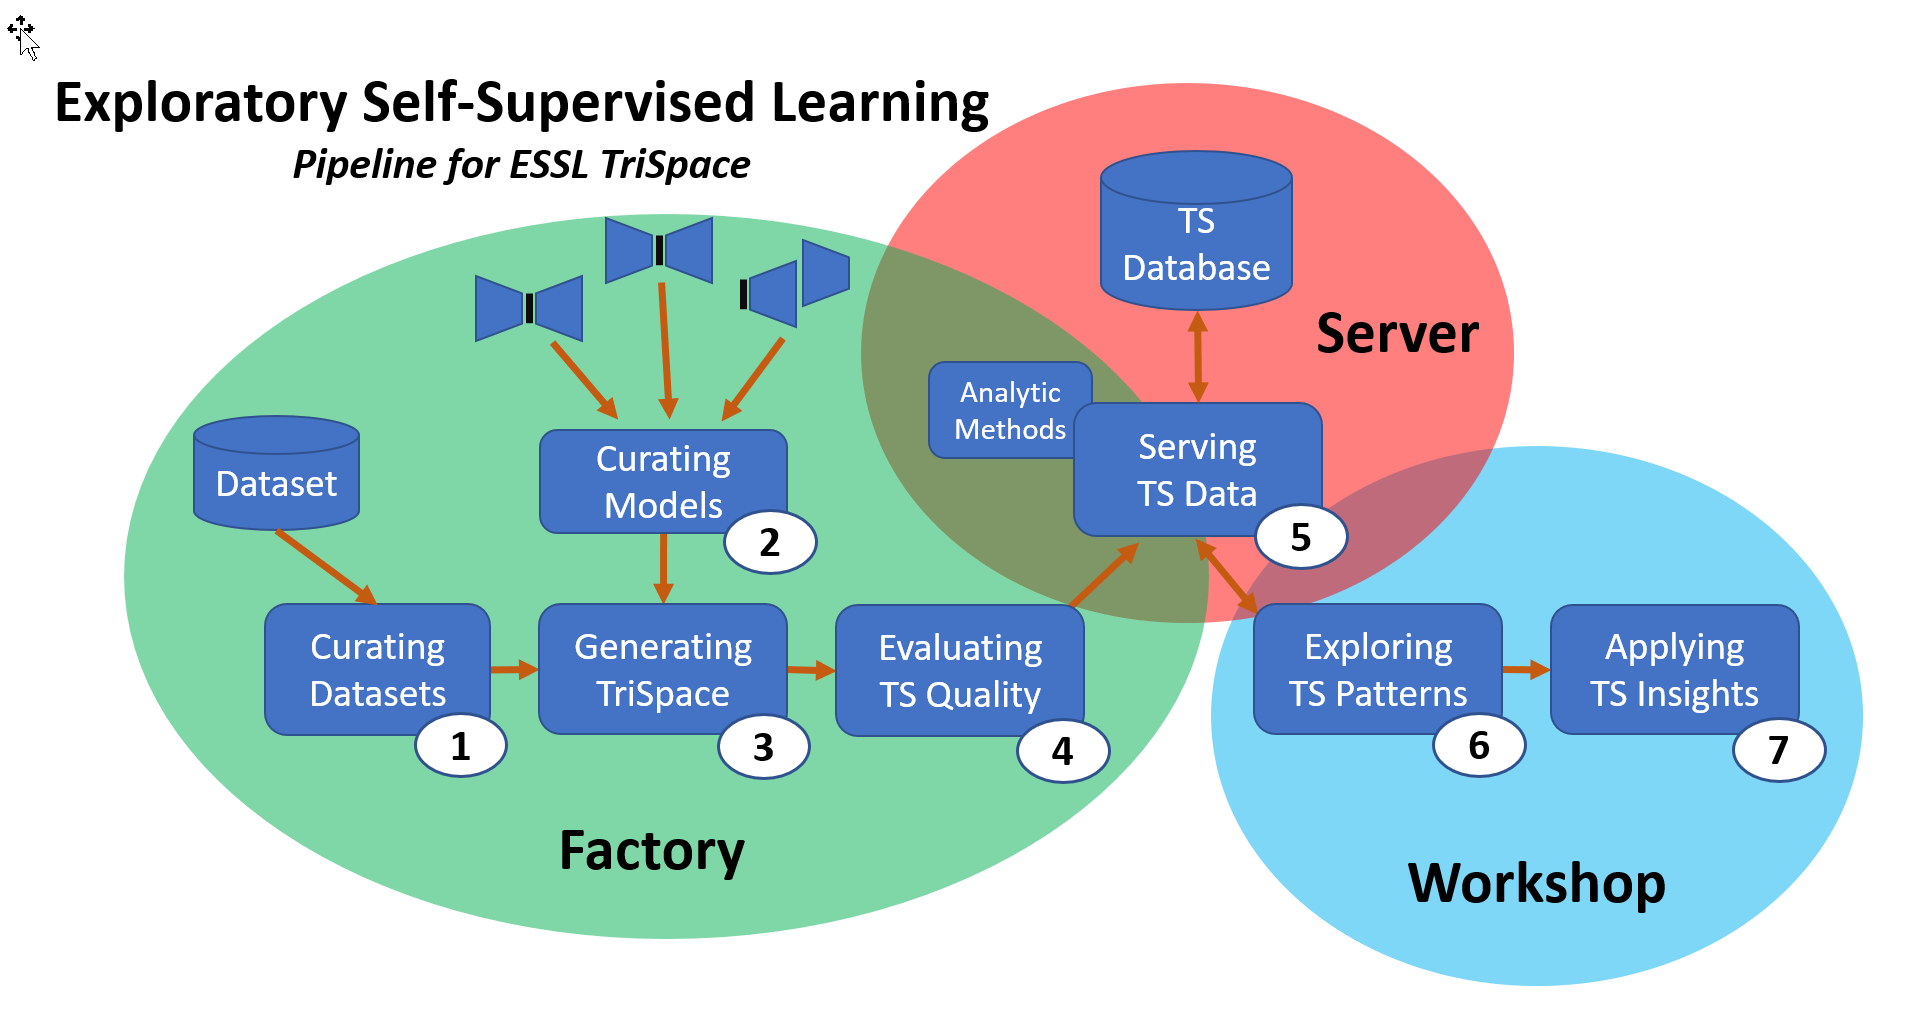 Exploratory Self-Supervised Learning
Pipeline for ESSL TriSpace
TS
Database
Server
Analytic
Methods
Serving
TS Data
5
Dataset
Curating
Models
2
Curating
Datasets
1
Generating
TriSpace
3
Evaluating
TS Quality
4
Exploring
TS Patterns
6
Applying
TS Insights
7
Factory
Workshop